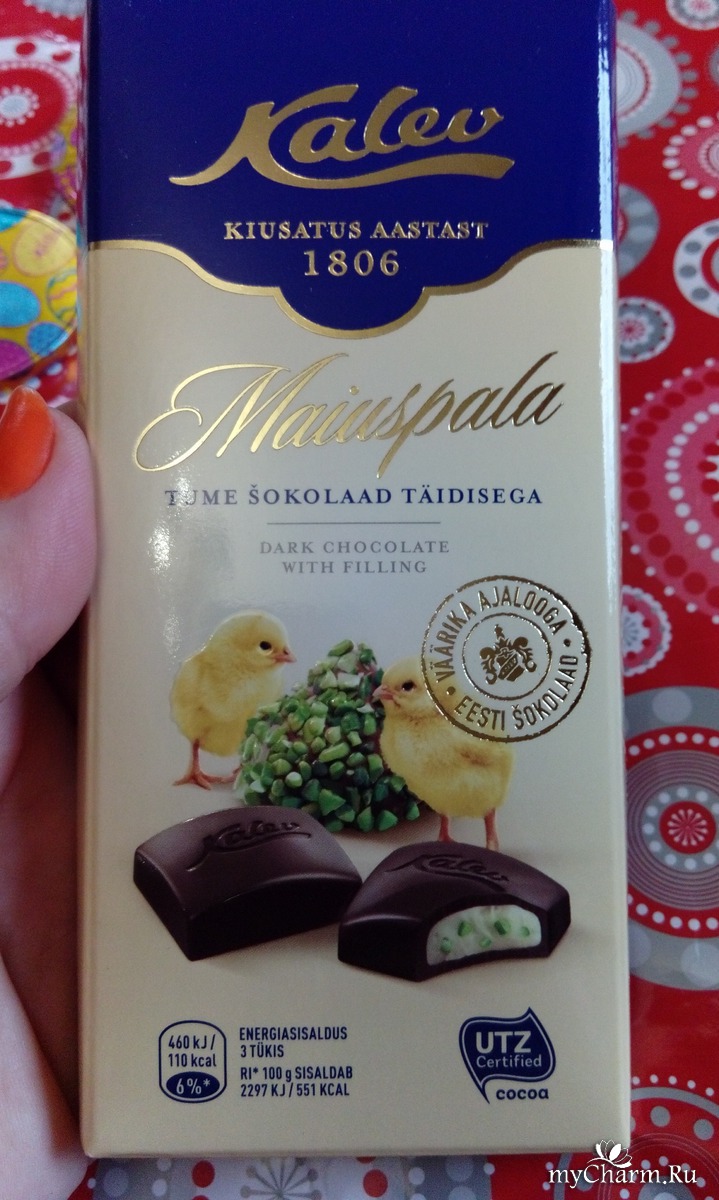 Kalev
KIUSATUS AASTAST
1806
Maiuspala
TUME ŠOKOLAAD TÄIDISEGA
DARK CHOCOLATE
WITH FILLING
VÄÄRIKA AJALOOGA
EESTI ŠOKOLAAD
Kalev
Kalev
460 kJ /
110 kcal
6%*
ENERGIASISALDUS
3 TÜKIS
RI* 100 g SISALDAB
2297 KJ / 551 KCAL
UTZ
Certified
cocoa
myCharm.Ru